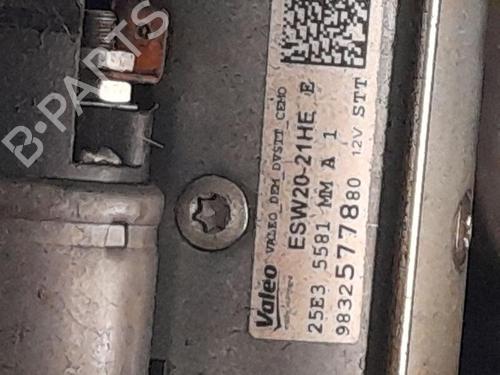 B-PARTS
Valeo VALEO_DEM_DVSTT_CEMO
ESW20-21HE E
25E3 5581 MM A 1
9832577880 12V STT